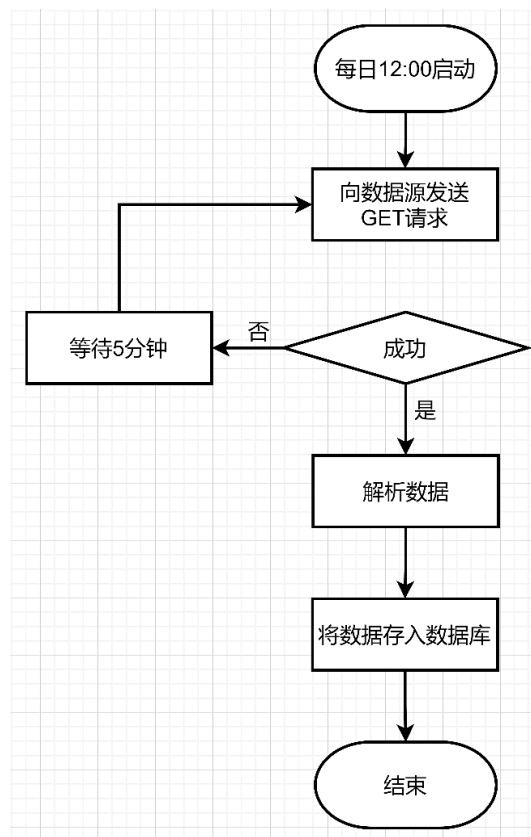 每日12:00启动
向数据源发送
GET请求
等待5分钟
否
成功
是
解析数据
将数据存入数据库
结束